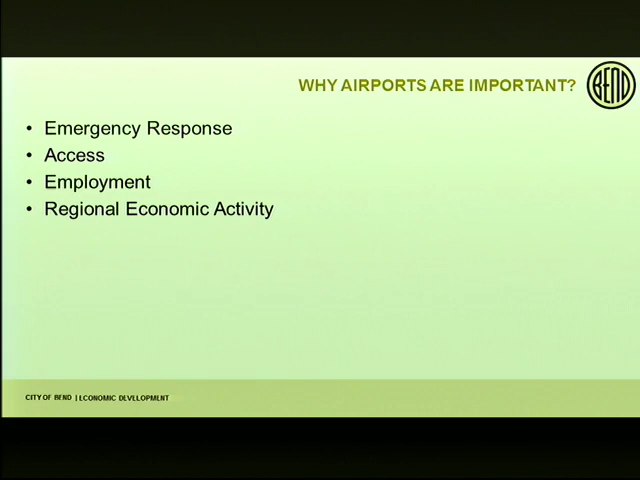 WHY AIRPORTS ARE IMPORTANT?
BEND
• Emergency Response
• Access
• Employment
• Regional Economic Activity
CITY OF BEND | ECONOMIC DEVELOPMENT